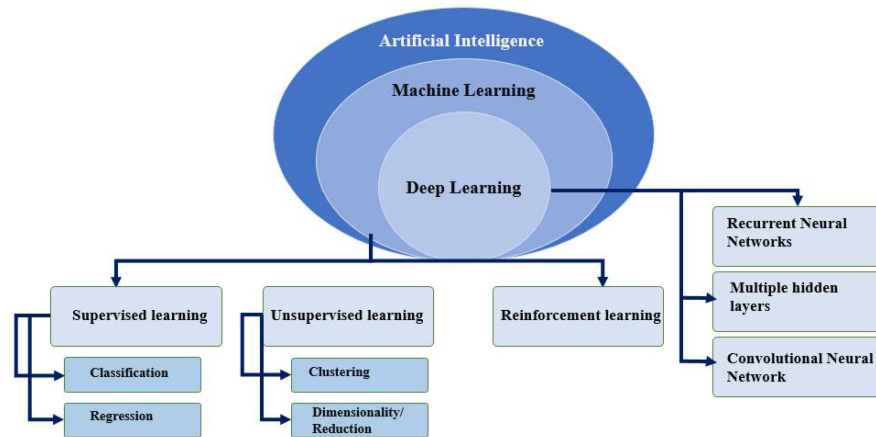 Artificial Intelligence
Machine Learning
Deep Learning
Recurrent Neural
Networks
Multiple hidden
layers
Convolutional Neural
Network
Supervised learning
Unsupervised learning
Reinforcement learning
Classification
Regression
Clustering
Dimensionality/
Reduction